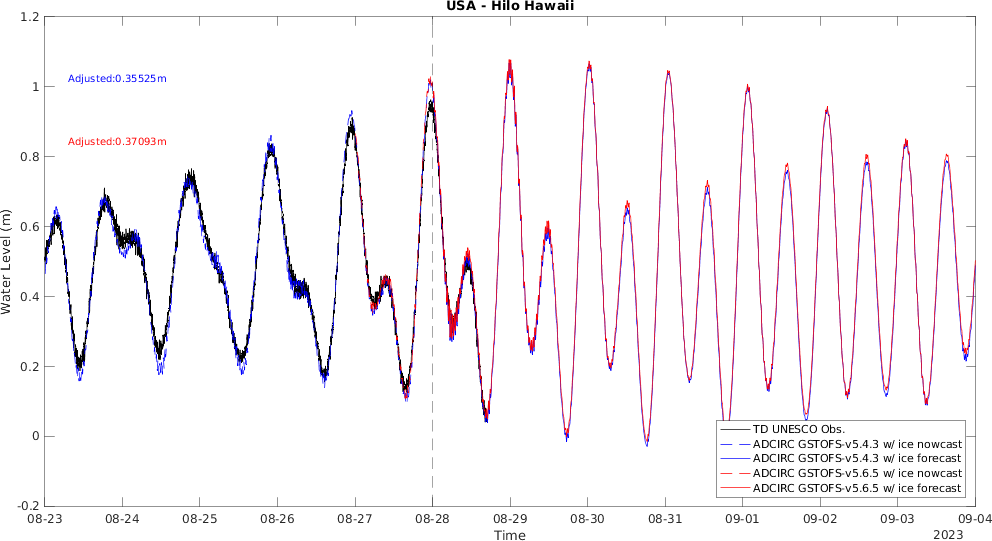 USA - Hilo Hawaii
1.2
1
0.8
0.6
0.4
0.2
0
-0.2
Water Level (m)
Adjusted:0.35525m
Adjusted:0.37093m
TD UNESCO Obs.
ADCIRC GSTOFS-v5.4.3 w/ ice nowcast
ADCIRC GSTOFS-v5.4.3 w/ ice forecast
ADCIRC GSTOFS-v5.6.5 w/ ice nowcast
ADCIRC GSTOFS-v5.6.5 w/ ice forecast
08-23 08-24 08-25 08-26 08-27 08-28 08-29 08-30 08-31 09-01 09-02 09-03 09-04
Time
2023